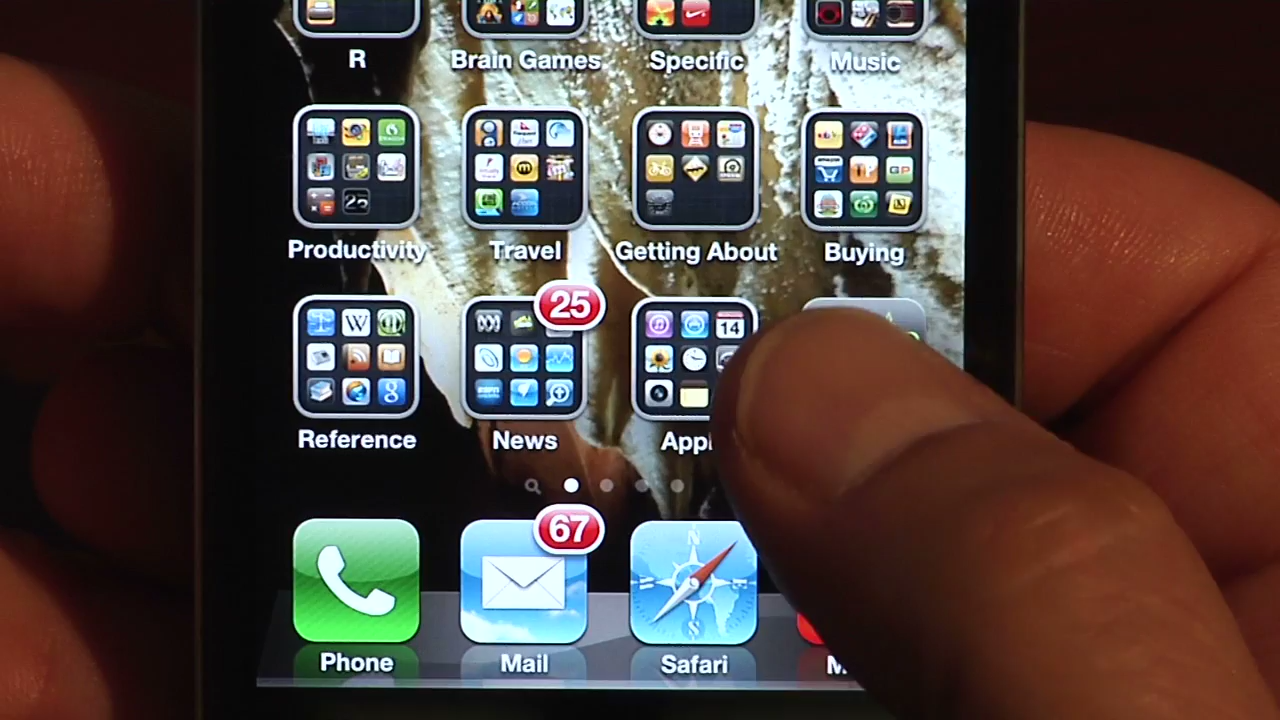 R Brain Games Specific Music
Productivity Travel Getting About Buying
25
14
Reference News
67
N
S
Phone Mail Safari